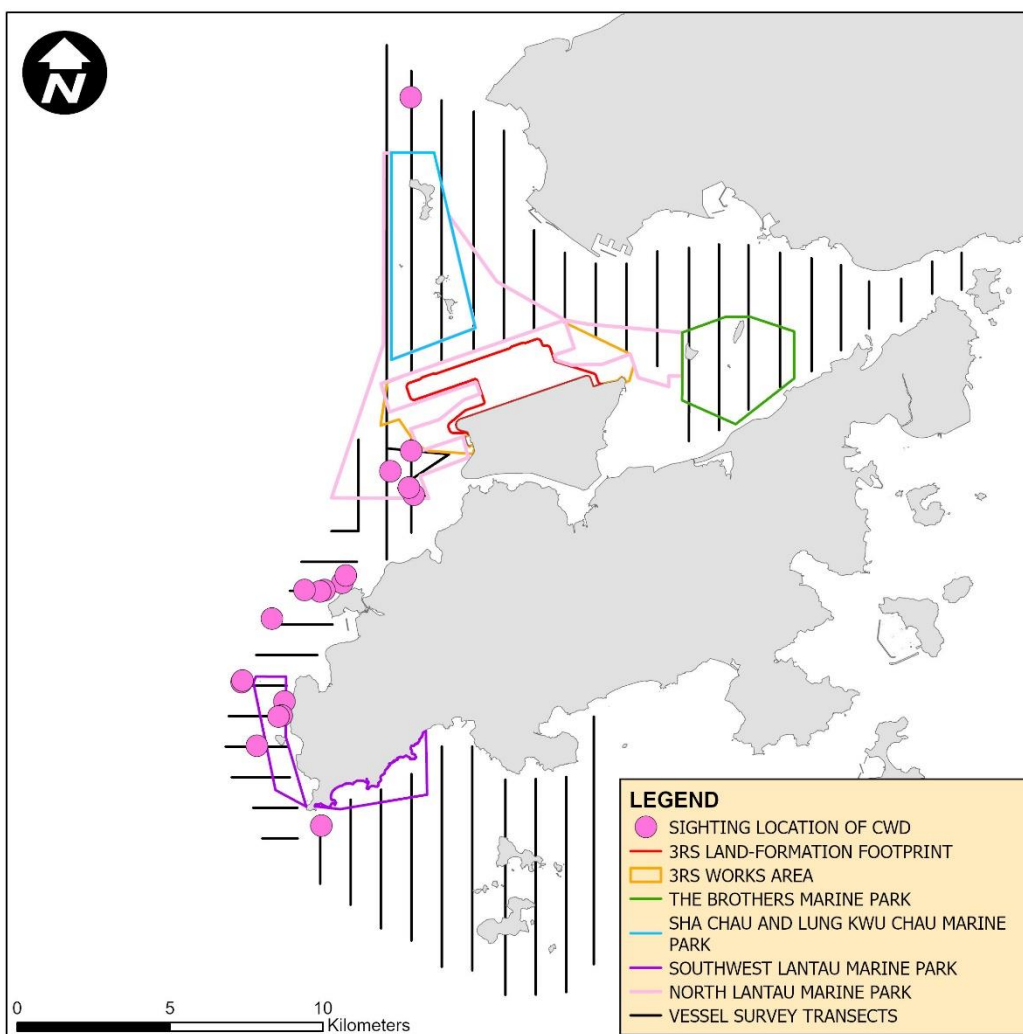 N
LEGEND
SIGHTING LOCATION OF CWD
3RS LAND-FORMATION FOOTPRINT
3RS WORKS AREA
THE BROTHERS MARINE PARK
SHA CHAU AND LUNG KWU CHAU MARINE
PARK
SOUTHWEST LANTAU MARINE PARK
NORTH LANTAU MARINE PARK
VESSEL SURVEY TRANSECTS
0 5 10
Kilometers